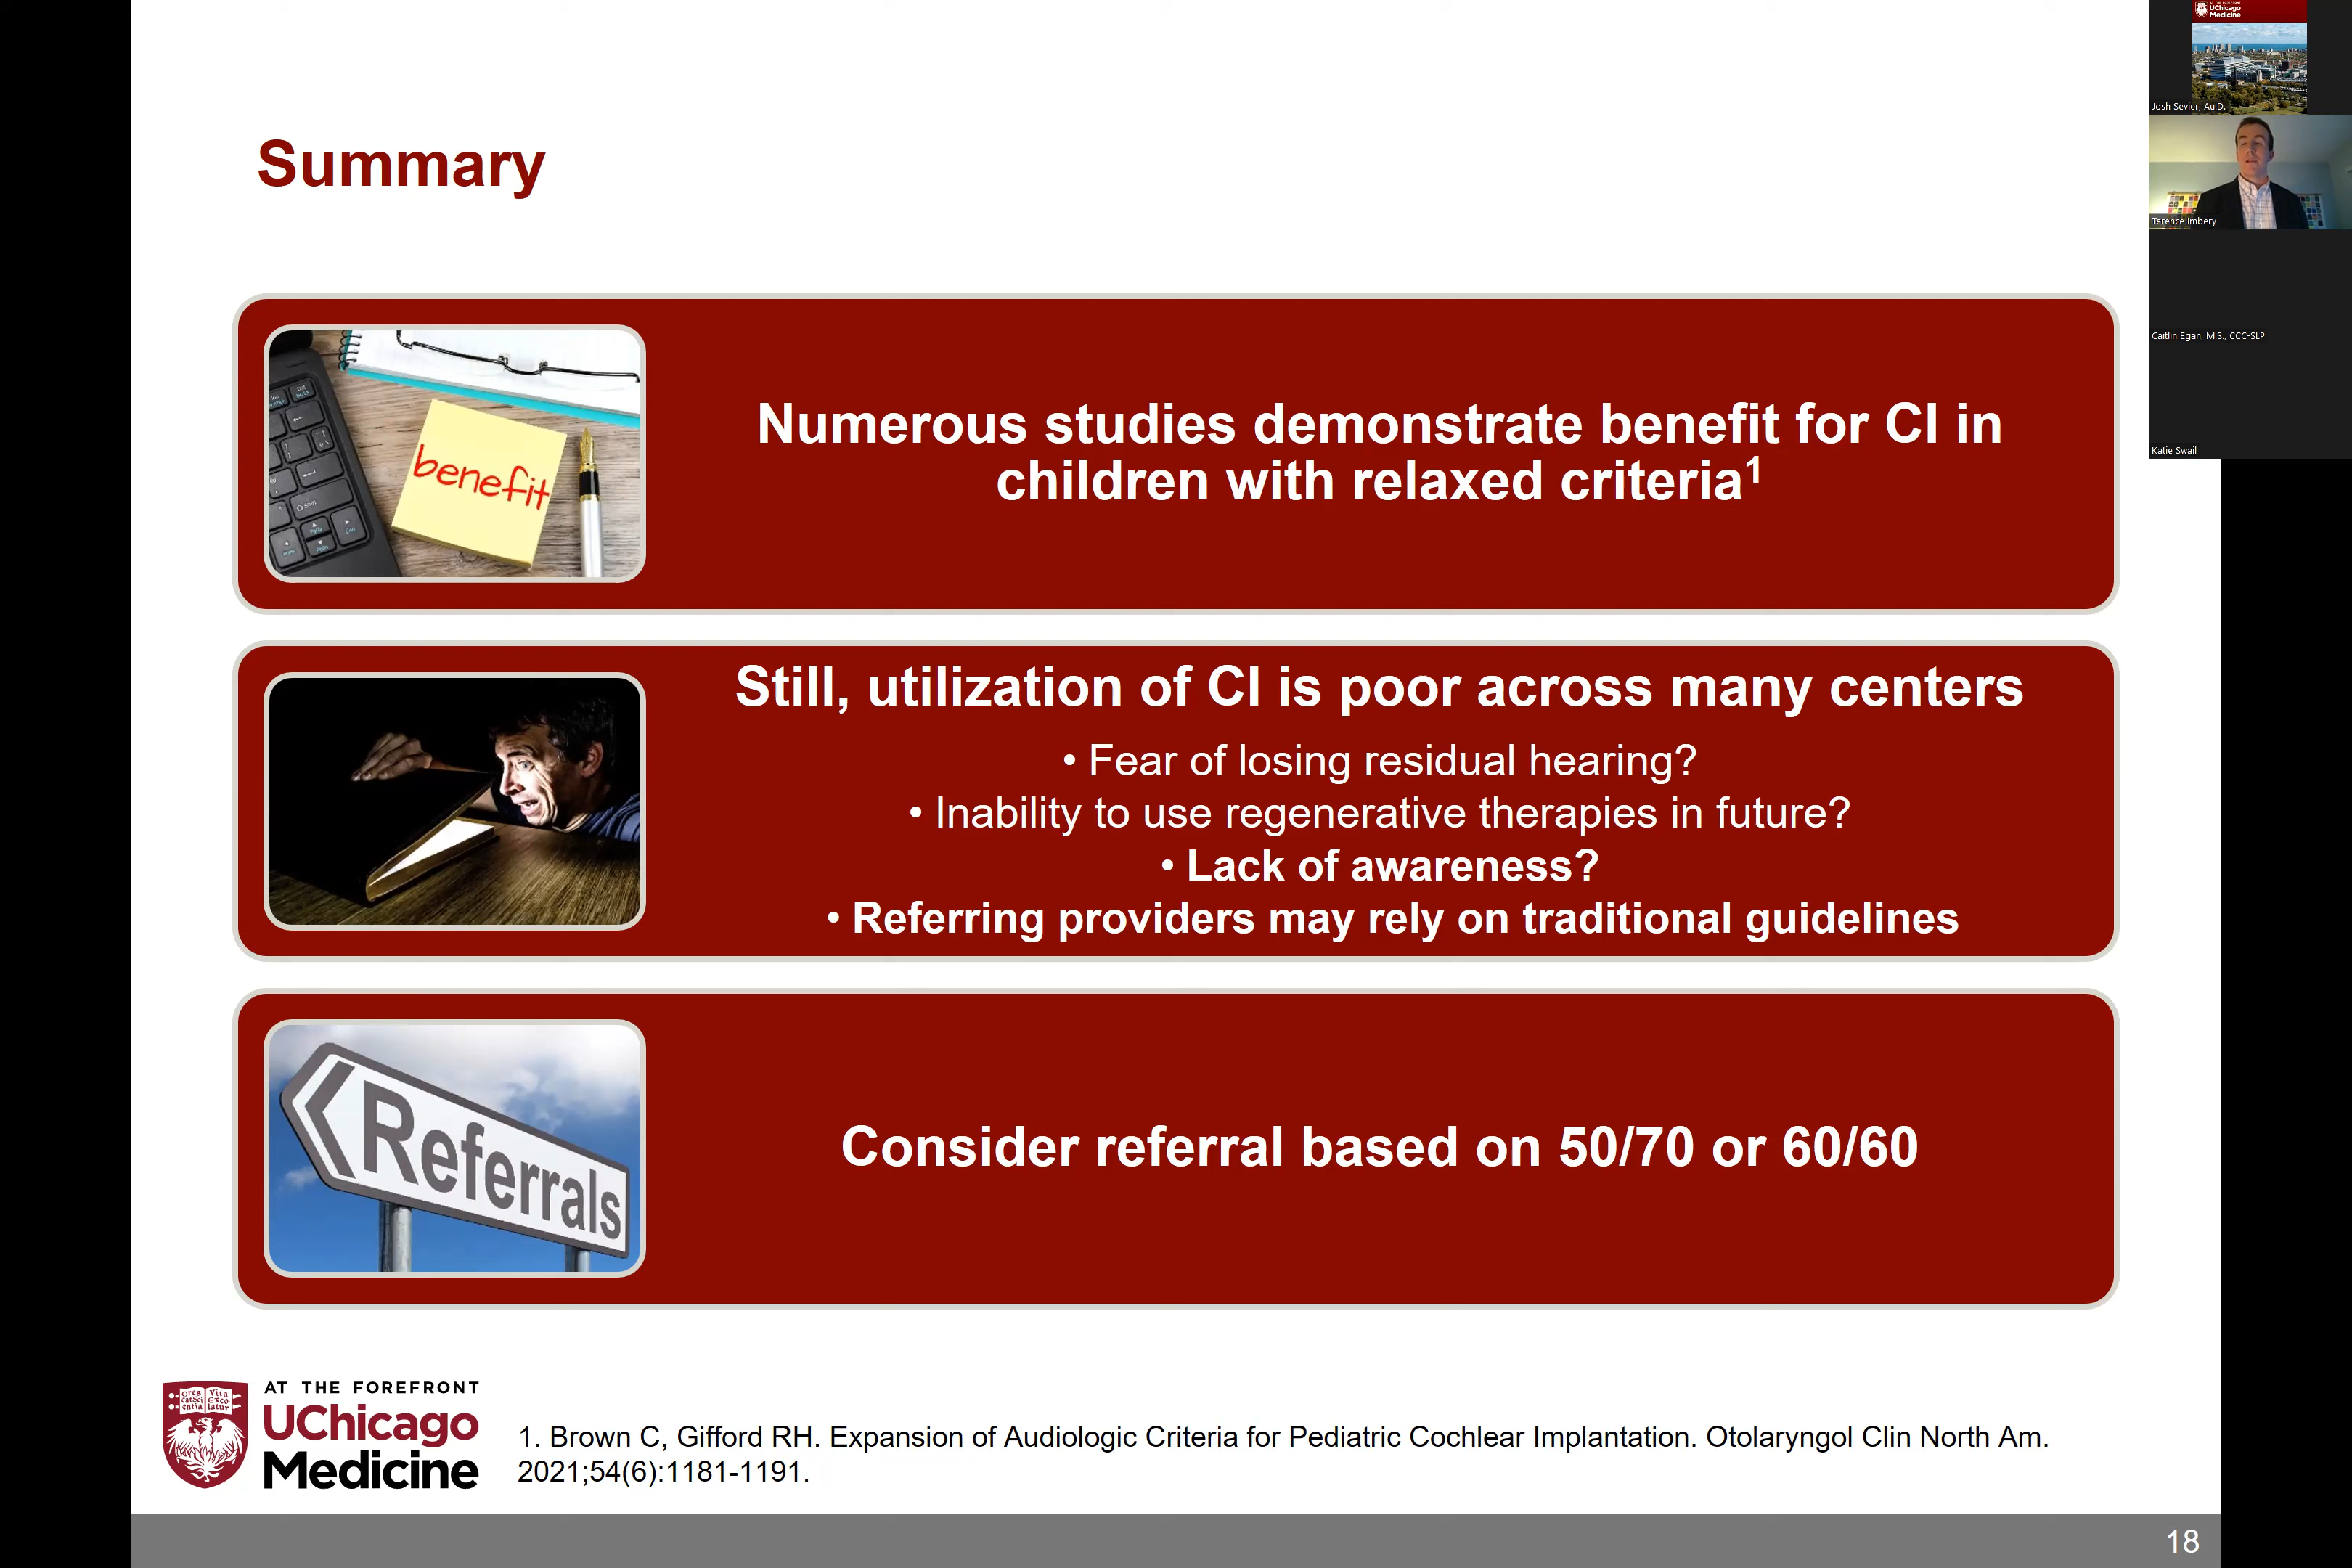 Summary
benefit
Numerous studies demonstrate benefit for CI in
children with relaxed criteria1
Still, utilization of CI is poor across many centers
• Fear of losing residual hearing?
• Inability to use regenerative therapies in future?
• Lack of awareness?
• Referring providers may rely on traditional guidelines
Referrals
Consider referral based on 50/70 or 60/60
AT THE FOREFRONT
UChicago
Medicine
1. Brown C, Gifford RH. Expansion of Audiologic Criteria for Pediatric Cochlear Implantation. Otolaryngol Clin North Am.
2021;54(6):1181-1191.
18
UChicago
Medicine
Josh Sevier, Au.D.
Terence Imbery
Caitlin Egan, M.S., CCC-SLP
Katie Swail